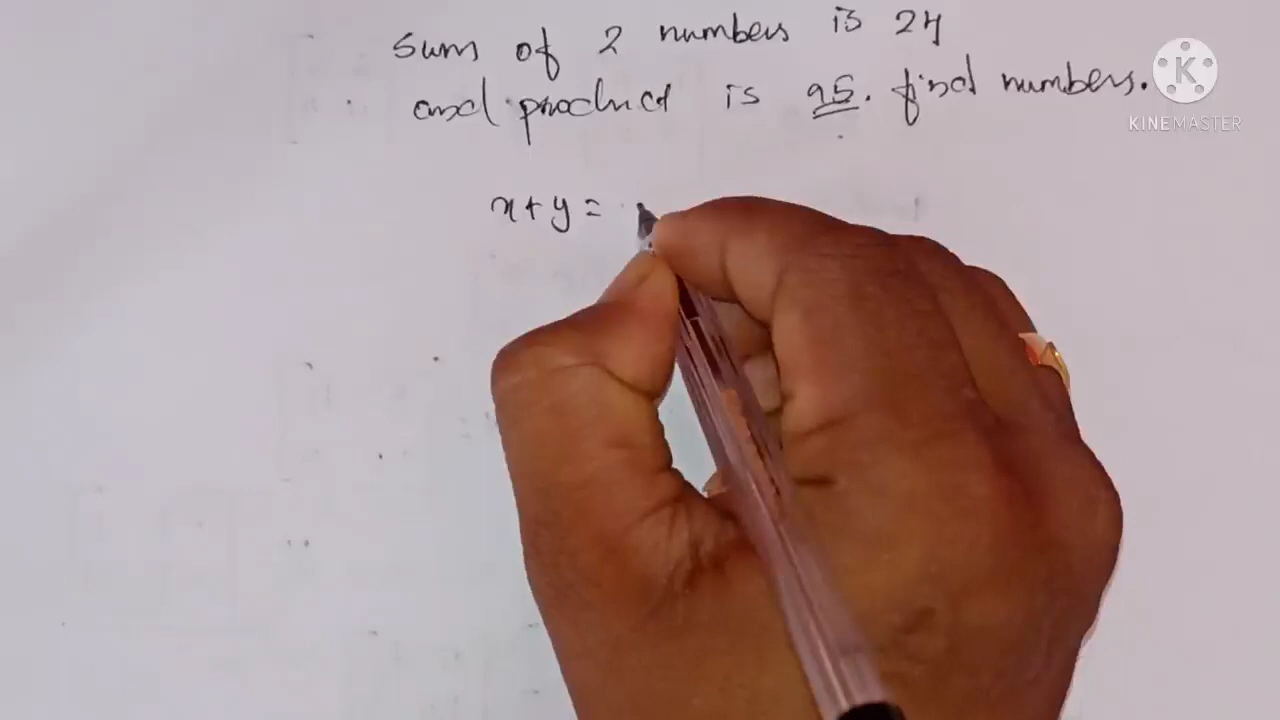 Sum of 2 numbers is 24
and product is 95. find numbers.
K
KINEMASTER
x + y =